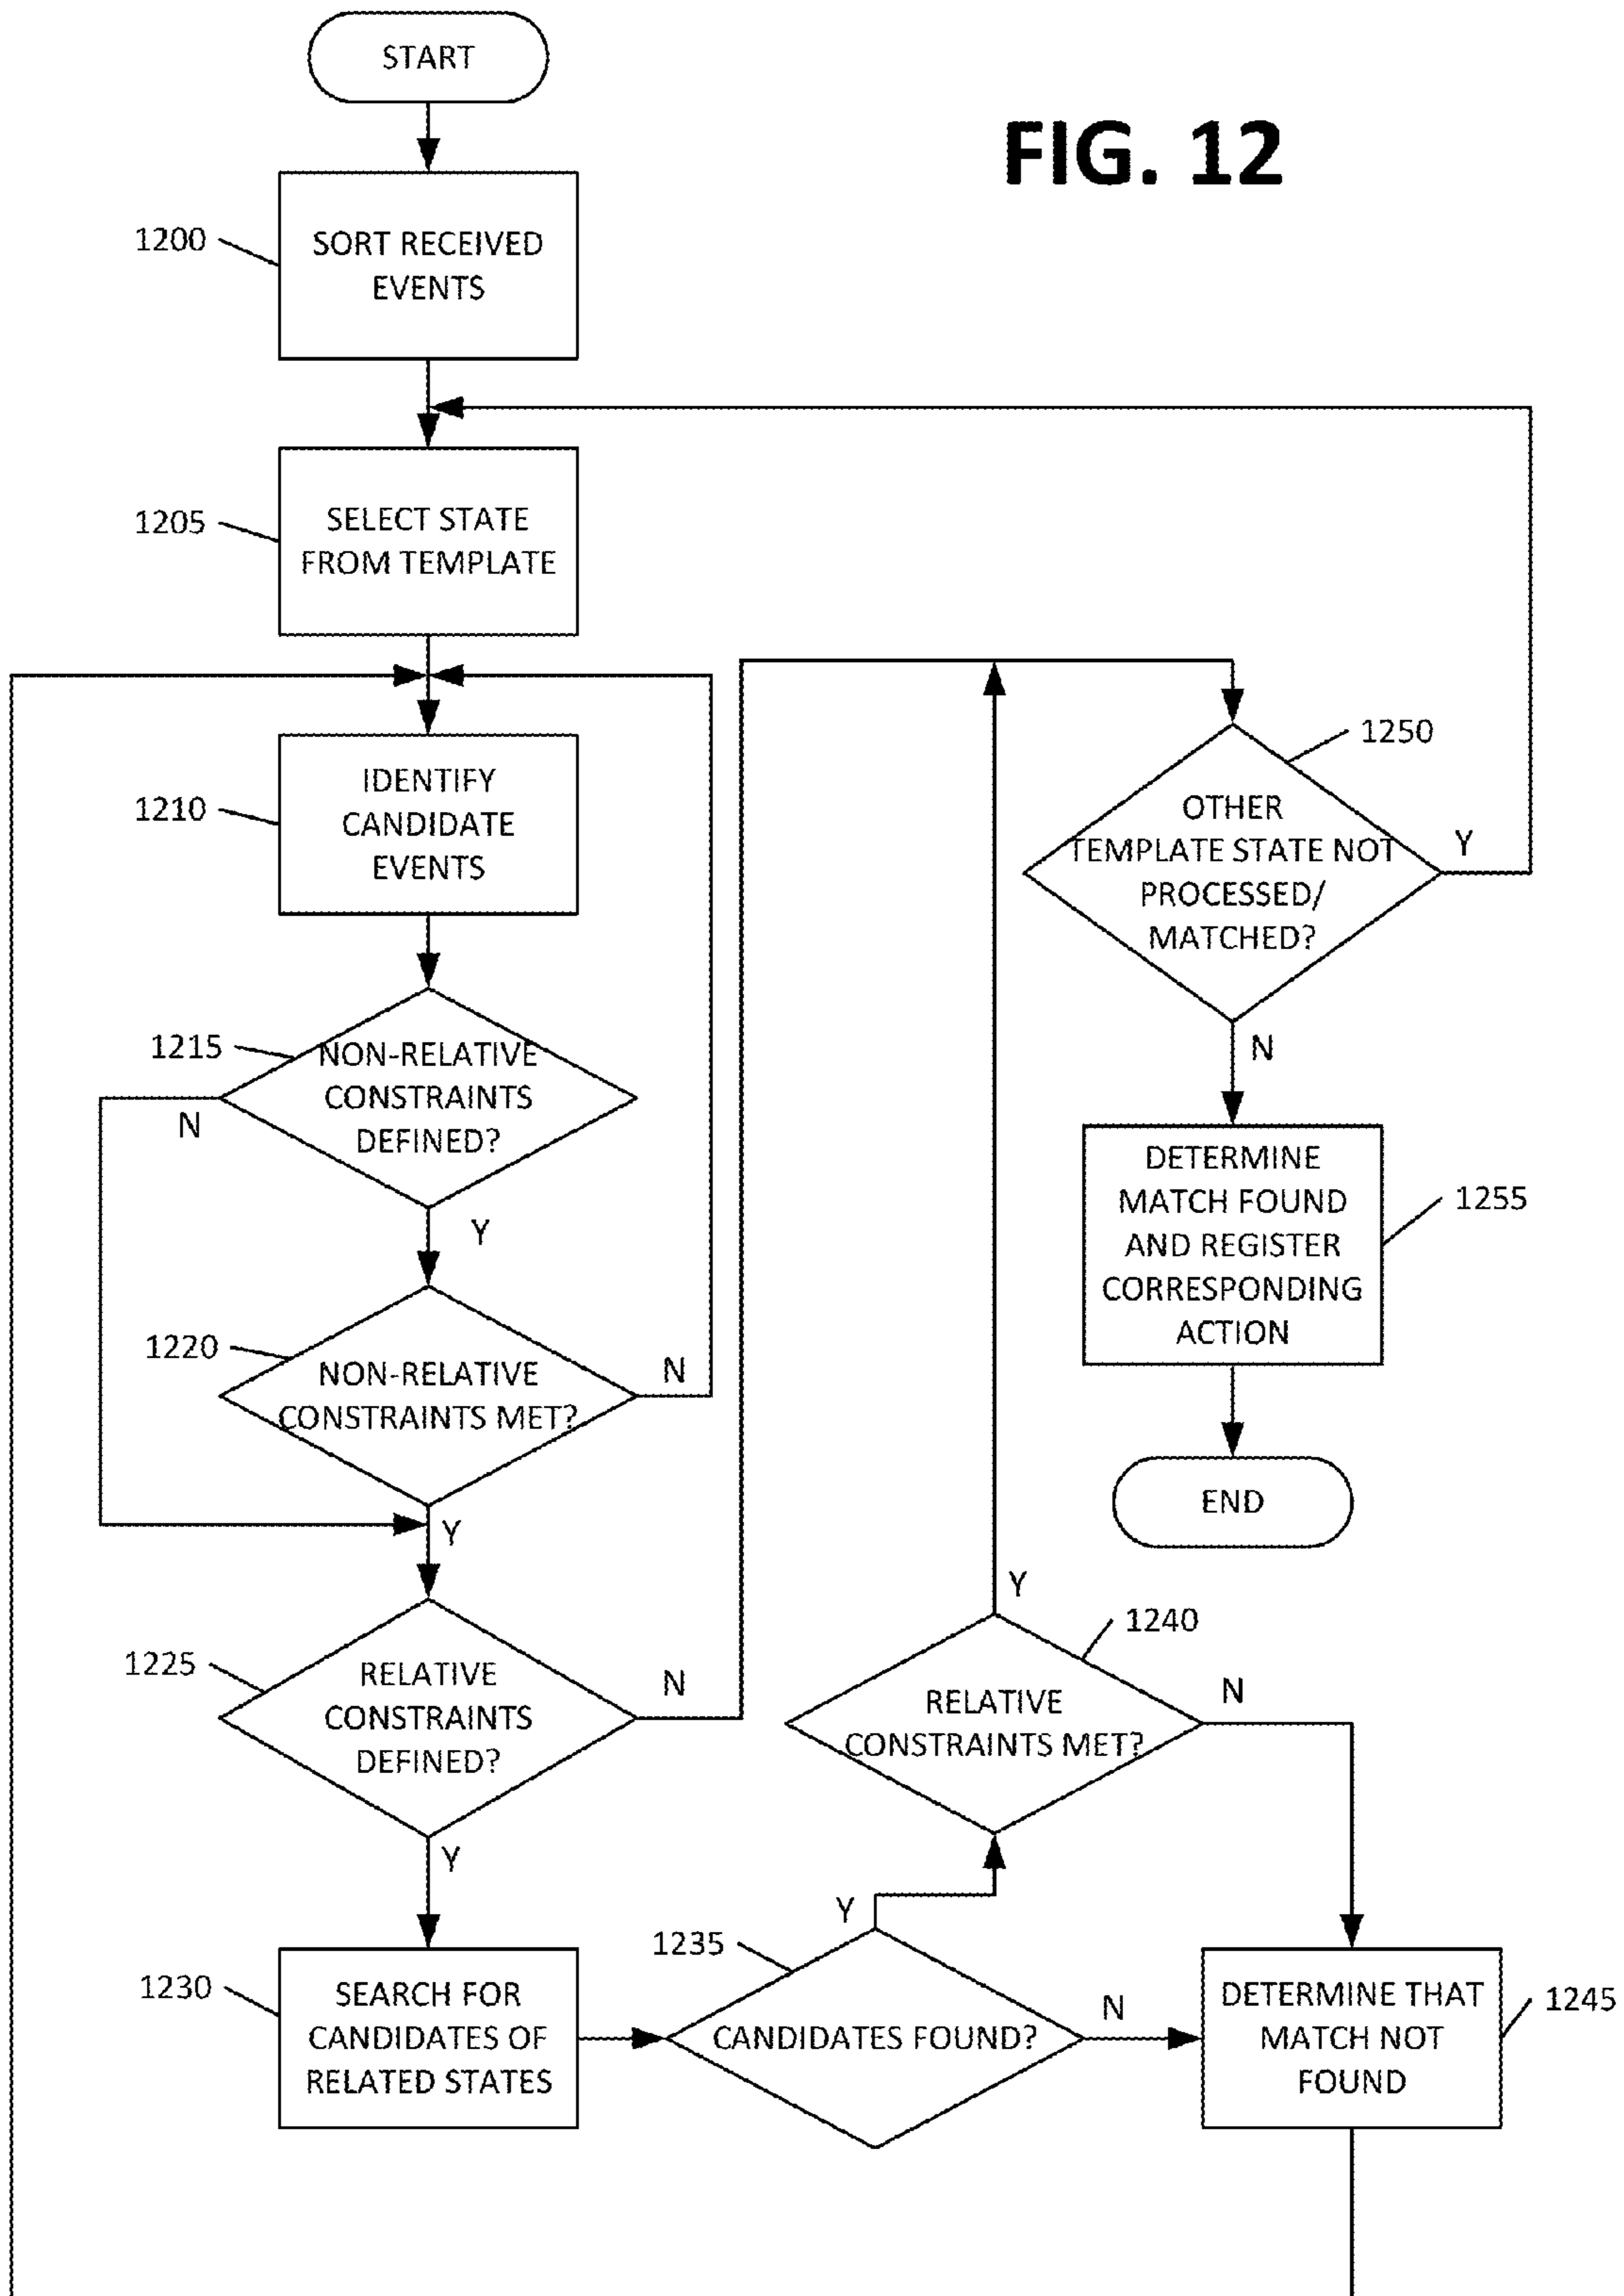 START
FIG. 12
1200
SORT RECEIVED
EVENTS
1205
SELECT STATE
FROM TEMPLATE
1210
IDENTIFY
CANDIDATE
EVENTS
1215
NON-RELATIVE
CONSTRAINTS
DEFINED?
N
Y
1220
NON-RELATIVE
CONSTRAINTS MET?
N
Y
1225
RELATIVE
CONSTRAINTS
DEFINED?
N
Y
1230
SEARCH FOR
CANDIDATES OF
RELATED STATES
1235
CANDIDATES FOUND?
Y
N
1240
RELATIVE
CONSTRAINTS MET?
Y
N
1245
DETERMINE THAT
MATCH NOT
FOUND
1250
OTHER
TEMPLATE STATE NOT
PROCESSED/
MATCHED?
Y
N
1255
DETERMINE
MATCH FOUND
AND REGISTER
CORRESPONDING
ACTION
END